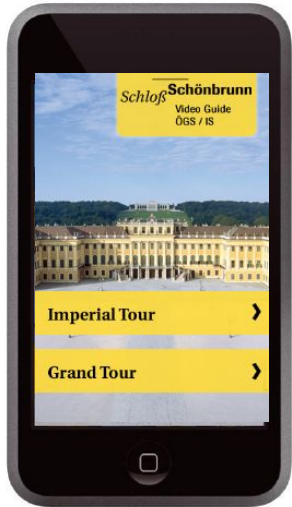 Schloß Schönbrunn
Video Guide
ÖGS / IS
Imperial Tour
Grand Tour